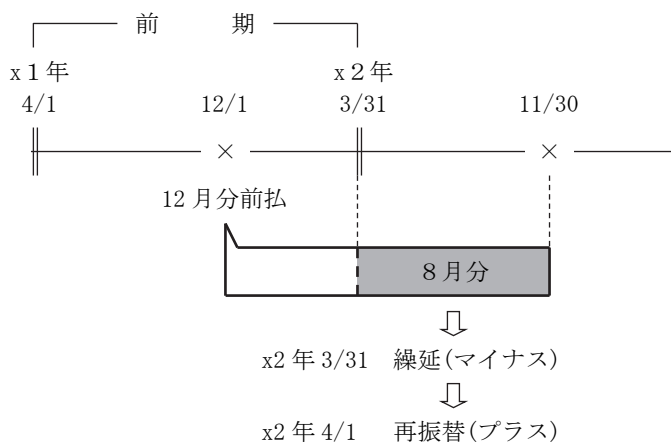 前　　期
x１年　x２年
4/1　12/1　3/31　11/30
12月分前払
８月分
x2年3/31　繰延(マイナス)
x2年4/1　再振替(プラス)